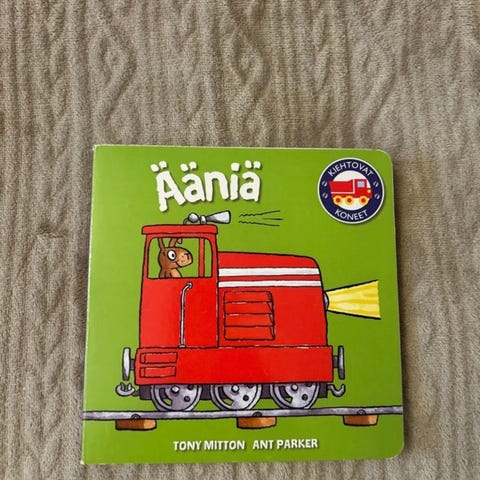 Ääniä
KIEHTOVAT
KONEET
TONY MITTON ANT PARKER